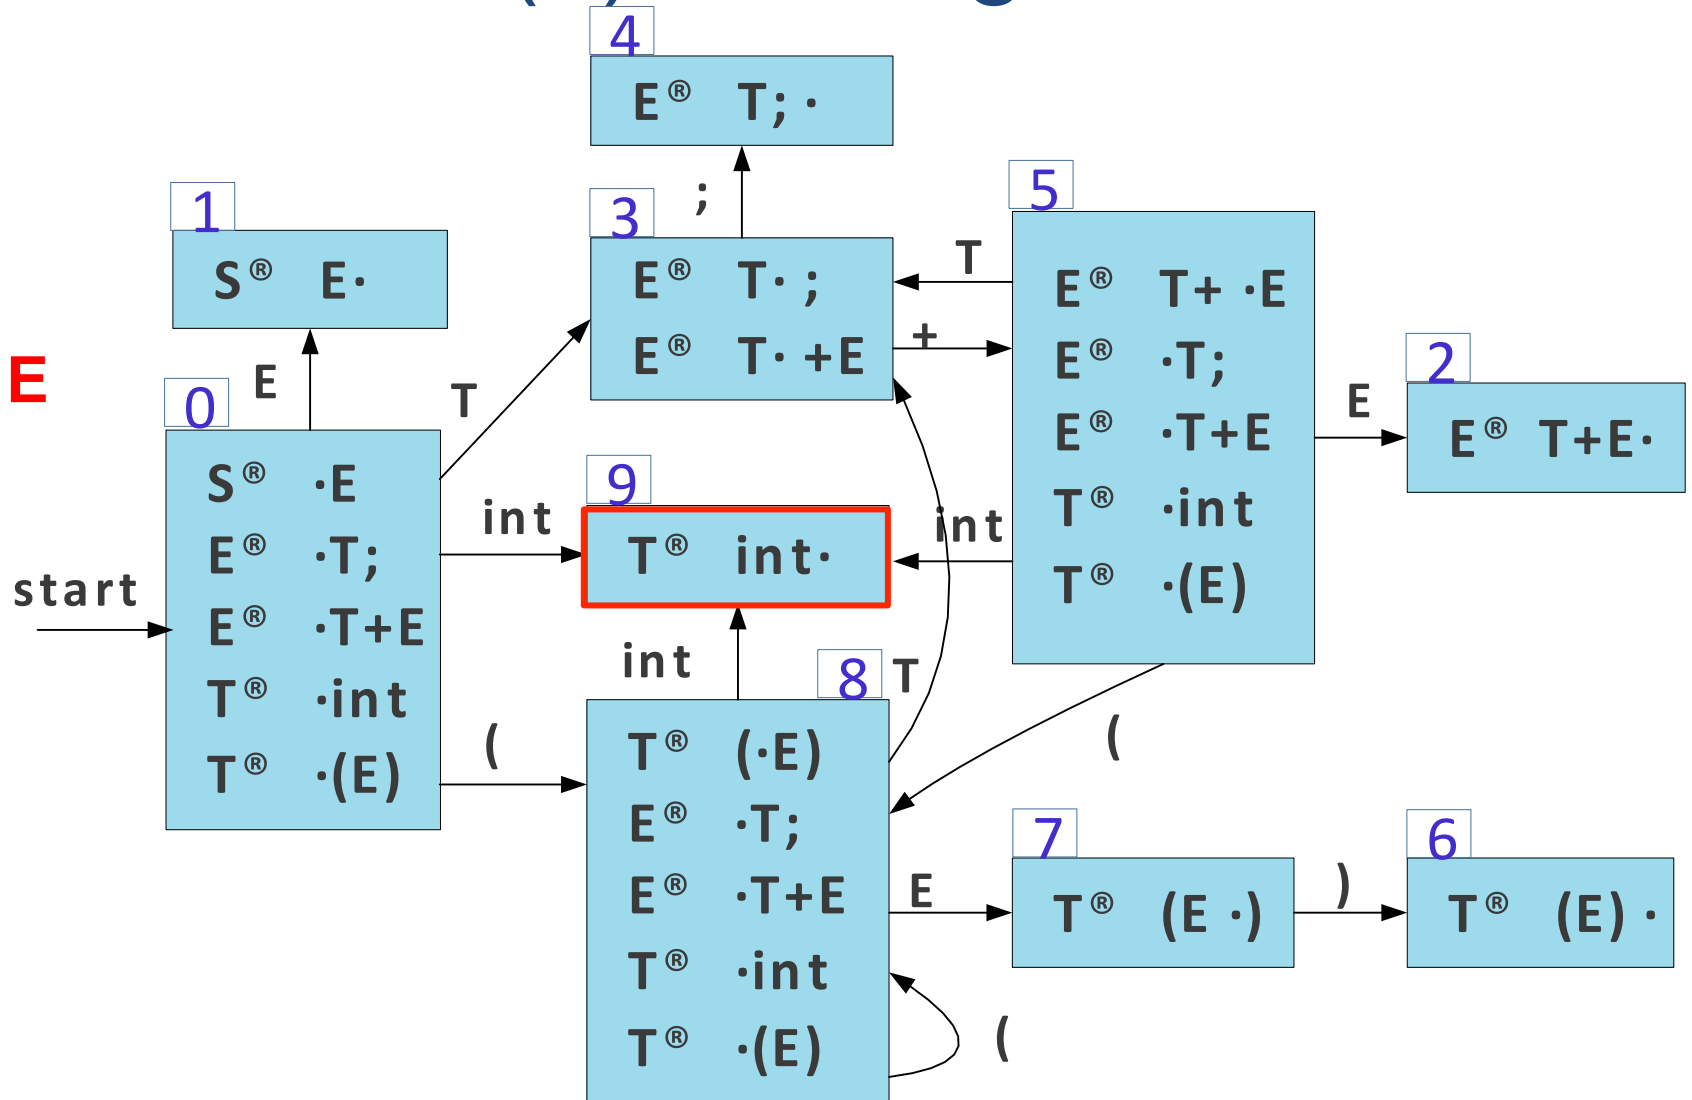 4
E® T;·
;
1
S® E·
3
E® T·;
E® T·+E
5
E® T+ ·E
E® ·T;
E® ·T+E
T® ·int
T® ·(E)
T
+
2
E® T+E·
E
E
E
T
0
S® ·E
E® ·T;
E® ·T+E
T® ·int
T® ·(E)
start
int
9
T® int·
int
int
(
8
T
T® (·E)
E® ·T;
E® ·T+E
T® ·int
T® ·(E)
(
E
7
T® (E ·)
)
6
T® (E) ·
(